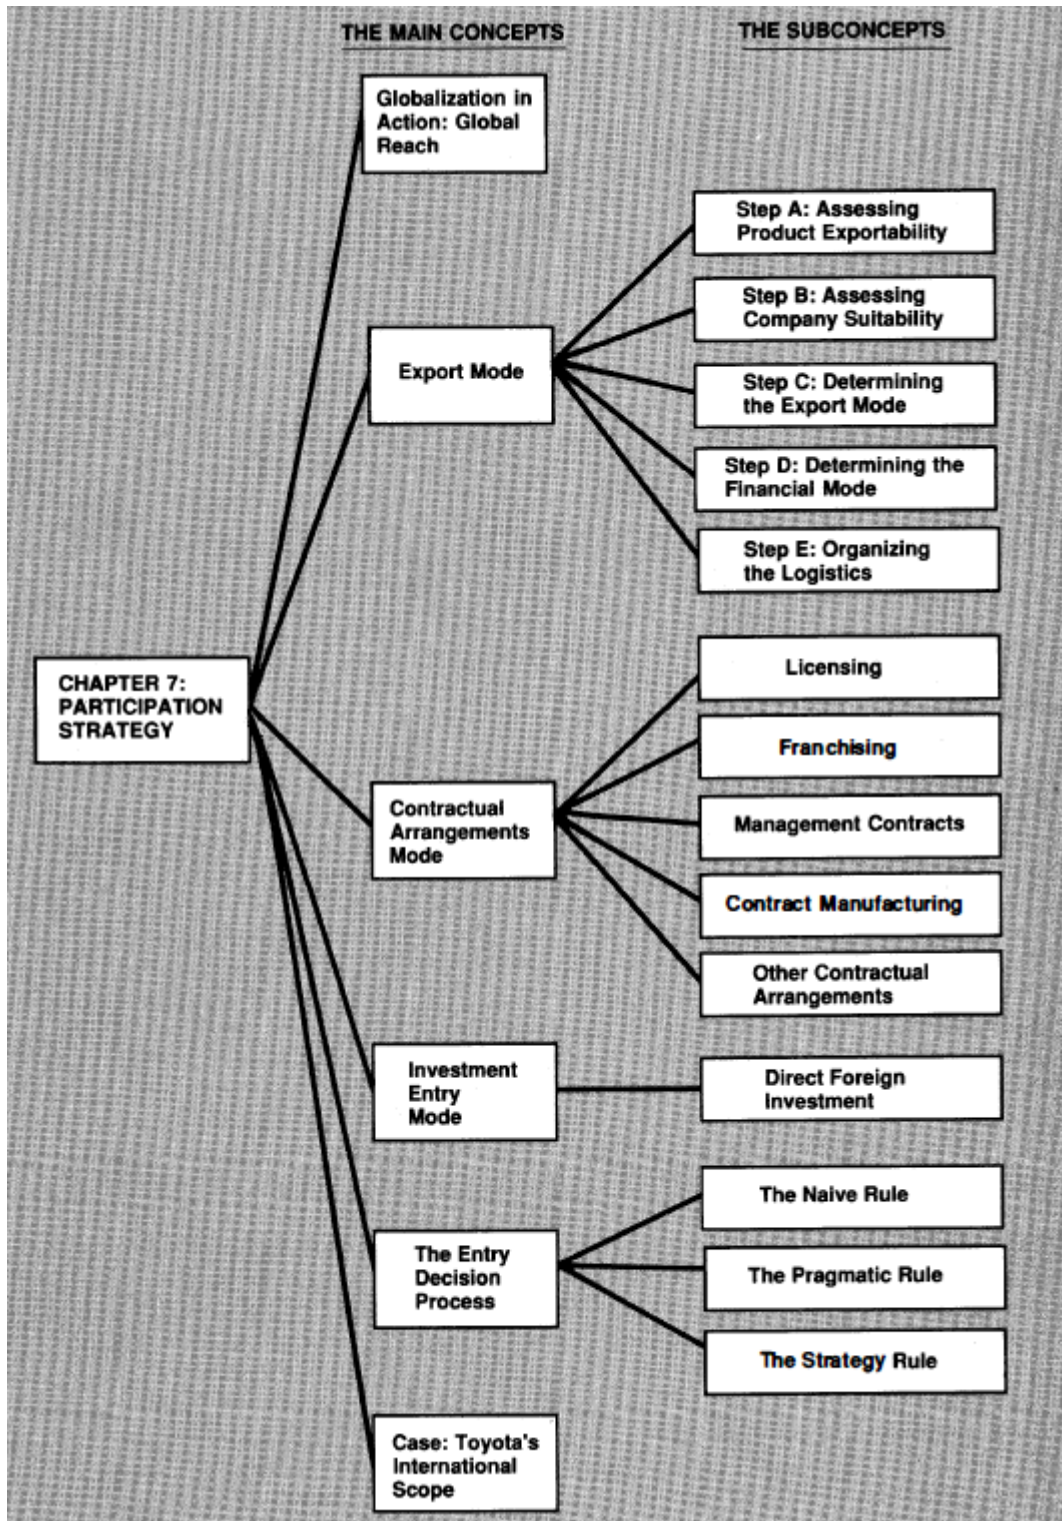 THE MAIN CONCEPTS
THE SUBCONCEPTS
Globalization in
Action: Global
Reach
Step A: Assessing
Product Exportability
Step B: Assessing
Company Suitability
Export Mode
Step C: Determining
the Export Mode
Step D: Determining the
Financial Mode
Step E: Organizing
the Logistics
CHAPTER 7:
PARTICIPATION
STRATEGY
Licensing
Franchising
Contractual
Arrangements
Mode
Management Contracts
Contract Manufacturing
Other Contractual
Arrangements
Investment
Entry
Mode
Direct Foreign
Investment
The Entry
Decision
Process
The Naive Rule
The Pragmatic Rule
The Strategy Rule
Case: Toyota's
International
Scope